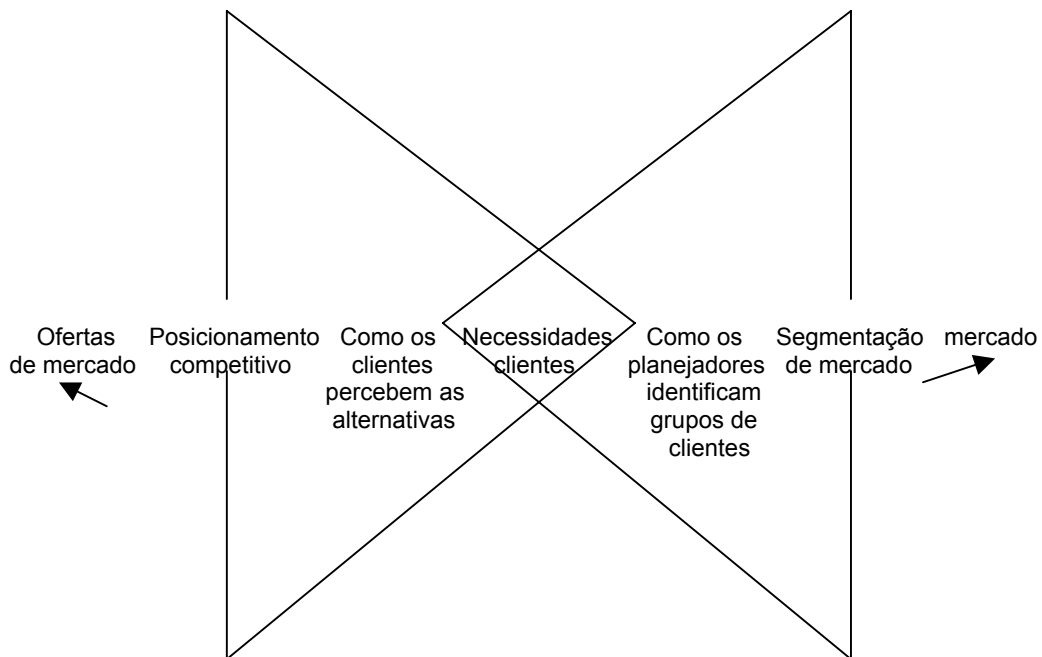 Ofertas
de mercado
Posicionamento
competitivo
Como os
clientes
percebem as
alternativas
Necessidades
clientes
Como os
planejadores
identificam
grupos de
clientes
Segmentação
de mercado
mercado